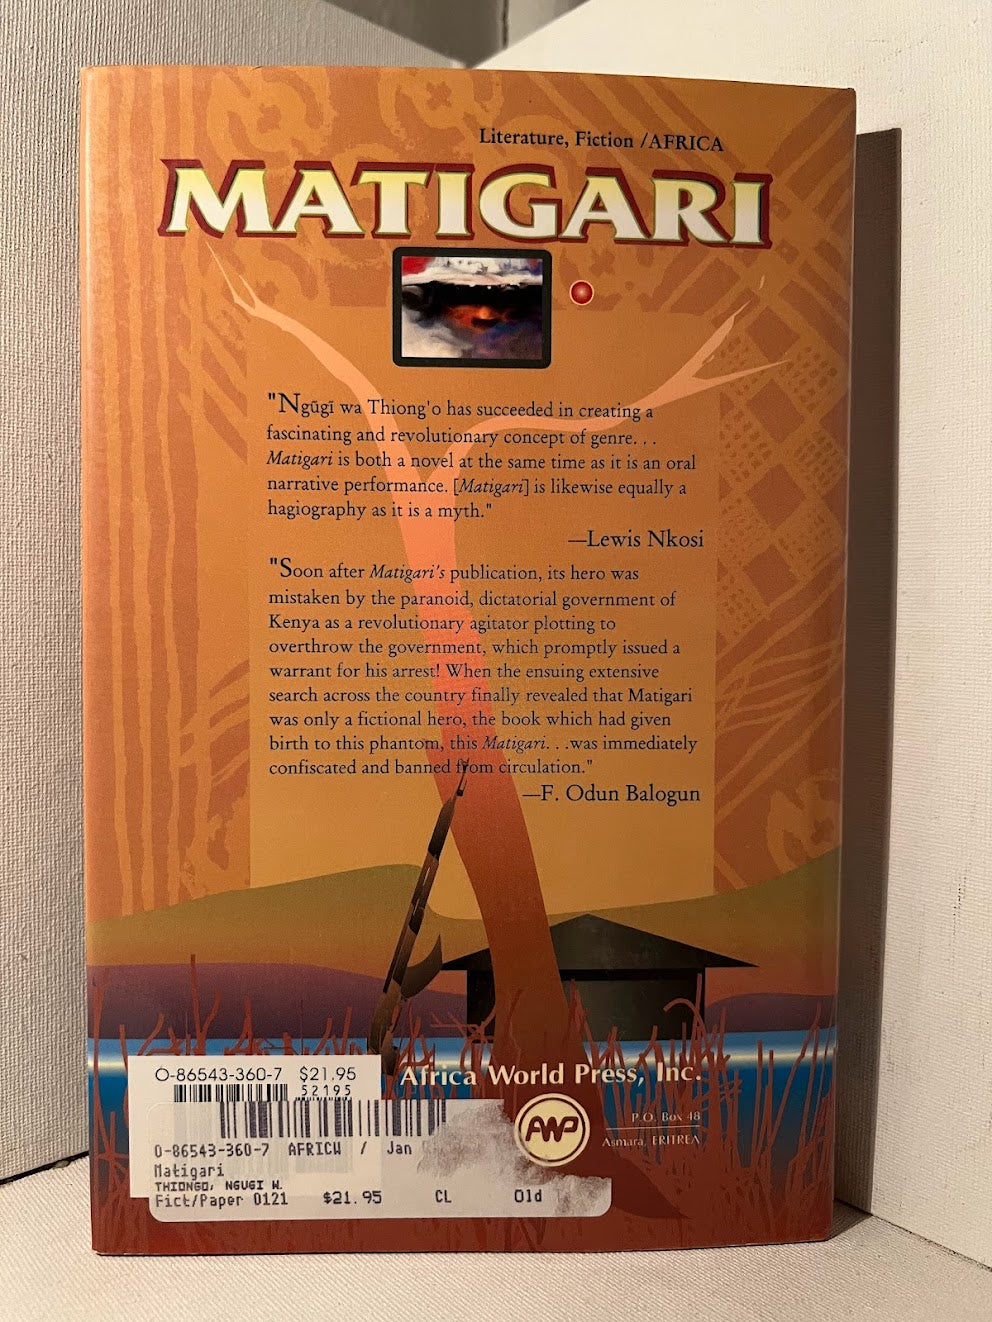 Literature, Fiction /AFRICA
MATIGARI
"Ngũgĩ wa Thiong'o has succeeded in creating a
fascinating and revolutionary concept of genre. . .
Matigari is both a novel at the same time as it is an oral
narrative performance. [Matigari] is likewise equally a
hagiography as it is a myth."
—Lewis Nkosi
"Soon after Matigari's publication, its hero was
mistaken by the paranoid, dictatorial government of
Kenya as a revolutionary agitator plotting to
overthrow the government, which promptly issued a
warrant for his arrest! When the ensuing extensive
search across the country finally revealed that Matigari
was only a fictional hero, the book which had given
birth to this phantom, this Matigari. . .was immediately
confiscated and banned from circulation."
—F. Odun Balogun
Africa World Press, Inc.
P.O. Box 48
Asmara, ERITREA
AWP
0-86543-360-7 $21.95
52195
0-86543-360-7 AFRICW / Jan
Matigari
THIONGO, NGUGI W.
Fict/Paper 0121 $21.95 CL Old